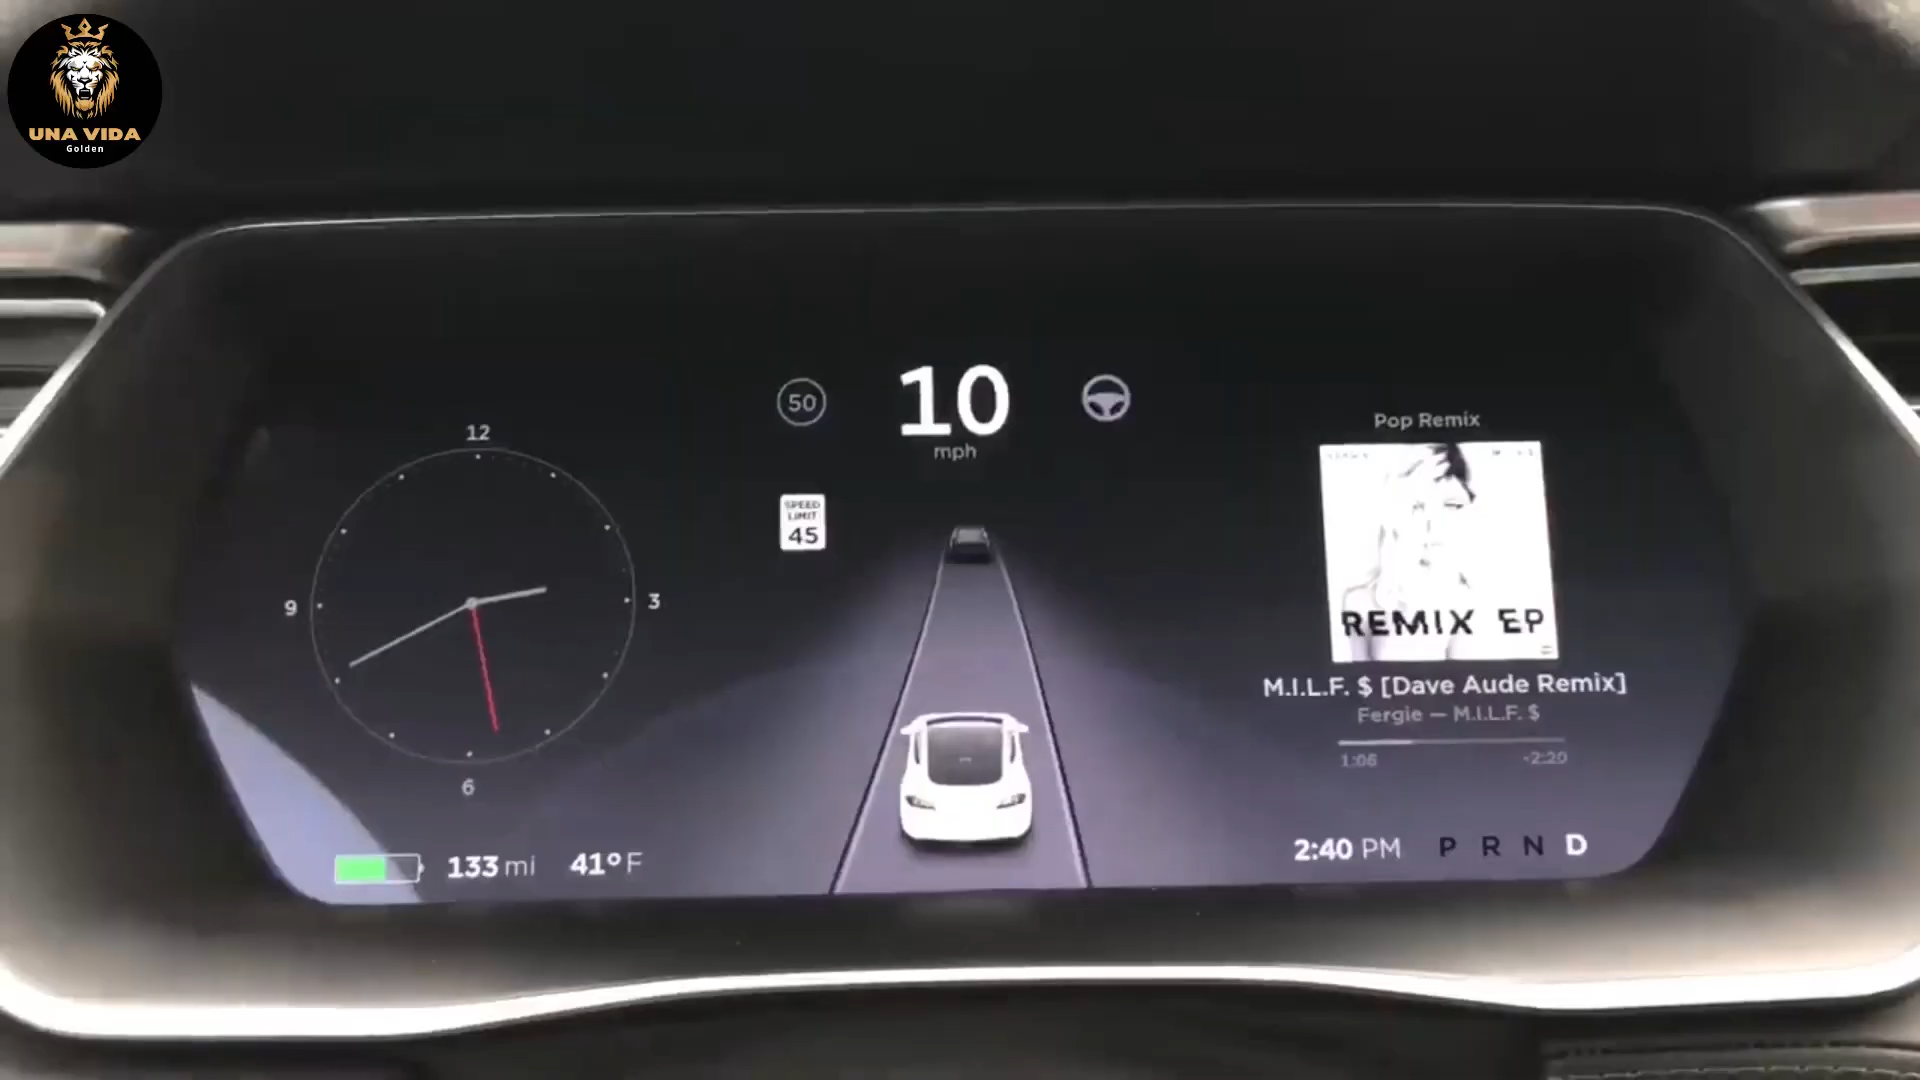 UNA VIDA
Golden
50
10
mph
SPEED
LIMIT
45
12
9
3
6
Pop Remix
REMIX EP
M.I.L.F. $ [Dave Aude Remix]
Fergie — M.I.L.F. $
1:06 -2:20
133 mi 41°F
2:40 PM P R N D